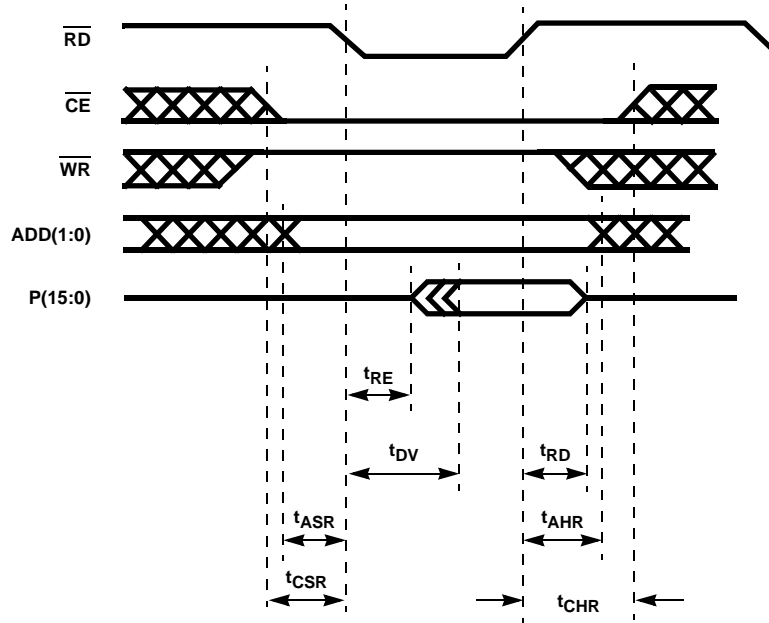 RD
CE
WR
ADD(1:0)
P(15:0)
tRE
tDV
tRD
tASR
tAHR
tCSR
tCHR